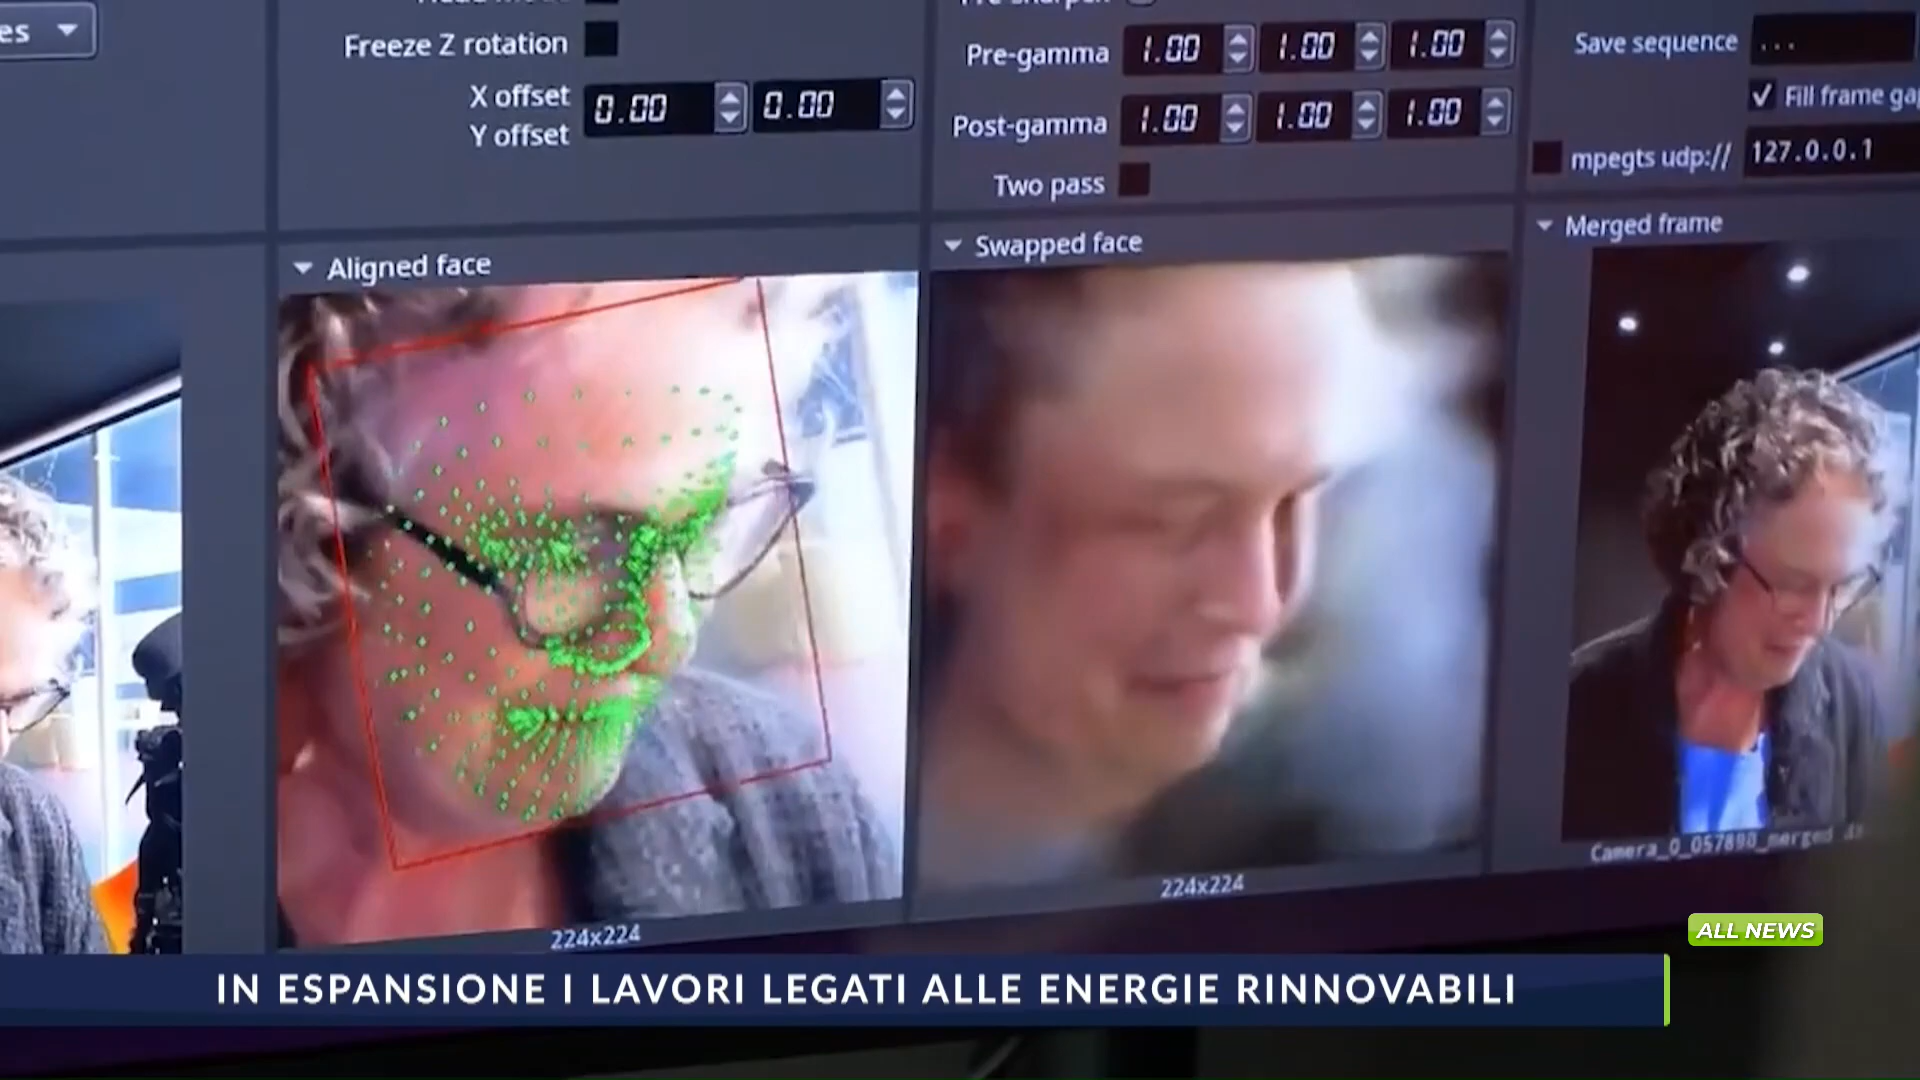 es
Freeze Z rotation
X offset
Y offset
0.00 0.00
Pre-gamma 1.00 1.00 1.00
Post-gamma 1.00 1.00 1.00
Two pass
Save sequence ...
Fill frame gap
mpegts udp:// 127.0.0.1
Aligned face
Swapped face
Merged frame
224x224
224x224
Camera_0_057890_merged
ALL NEWS
IN ESPANSIONE I LAVORI LEGATI ALLE ENERGIE RINNOVABILI